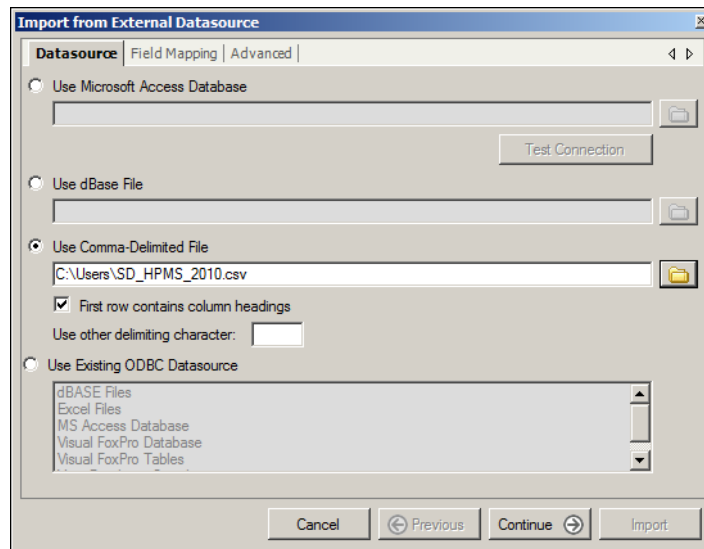 Import from External Datasource
Datasource Field Mapping Advanced
Use Microsoft Access Database
Test Connection
Use dBase File
Use Comma-Delimited File
C:\Users\SD_HPMS_2010.csv
First row contains column headings
Use other delimiting character:
Use Existing ODBC Datasource
dBASE Files
Excel Files
MS Access Database
Visual FoxPro Database
Visual FoxPro Tables
Cancel Previous Continue Import